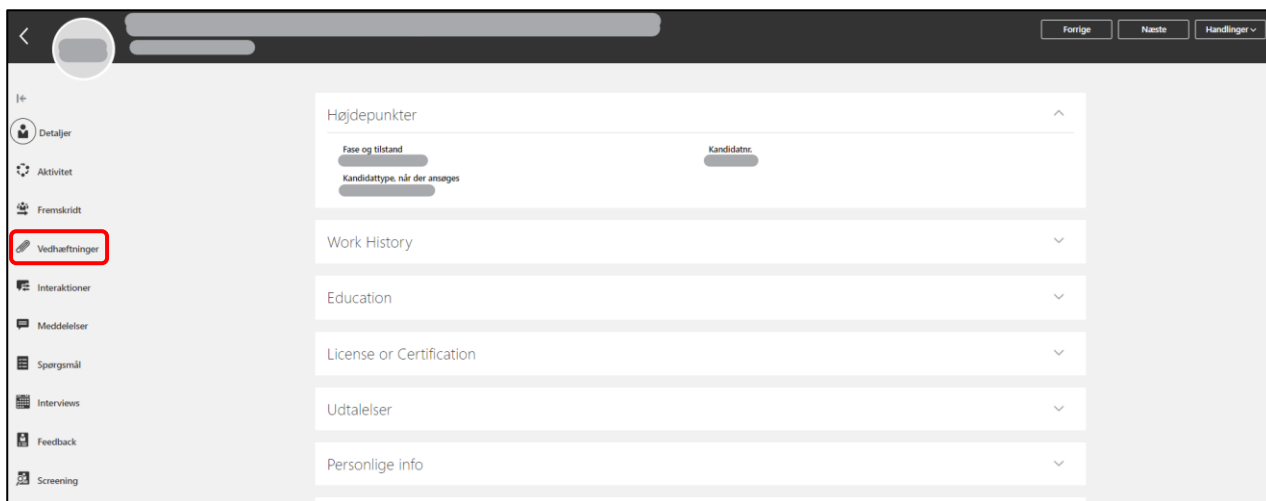 Forrige Næste Handlinger
Detaljer
Aktivitet
Fremskridt
Vedhæftninger
Interaktioner
Meddelelser
Spørgsmål
Interviews
Feedback
Screening
Højdepunkter
Fase og tilstand Kandidatnr.
Kandidattype, når der ansøges
Work History
Education
License or Certification
Udtalelser
Personlige info